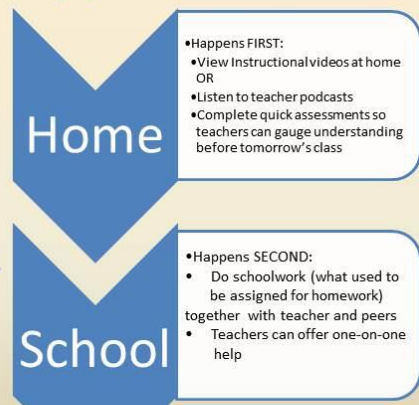 Home
•Happens FIRST:
•View Instructional videos at home
OR
•Listen to teacher podcasts
•Complete quick assessments so
teachers can gauge understanding
before tomorrow's class
School
•Happens SECOND:
• Do schoolwork (what used to
be assigned for homework)
together with teacher and peers
• Teachers can offer one-on-one
help